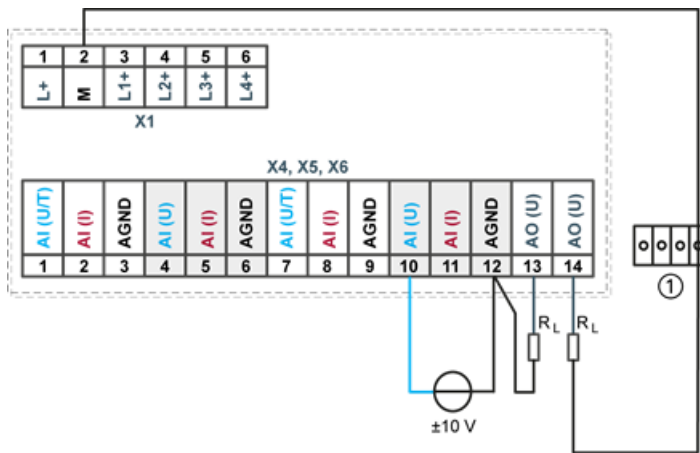 1 2 3 4 5 6
L+ M L1+ L2+ L3+ L4+
X1
X4, X5, X6
AI (U/T) AI (I) AGND AI (U) AI (I) AGND AI (U/T) AI (I) AGND AI (U) AI (I) AGND AO (U) AO (U)
1 2 3 4 5 6 7 8 9 10 11 12 13 14
①
RL RL
±10 V